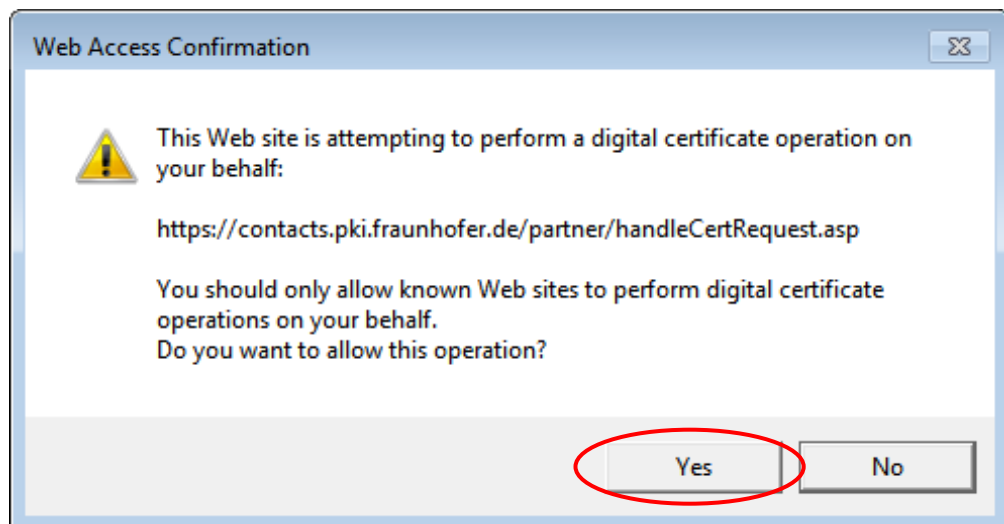 Web Access Confirmation
This Web site is attempting to perform a digital certificate operation on
your behalf:
https://contacts.pki.fraunhofer.de/partner/handleCertRequest.asp
You should only allow known Web sites to perform digital certificate
operations on your behalf.
Do you want to allow this operation?
Yes No